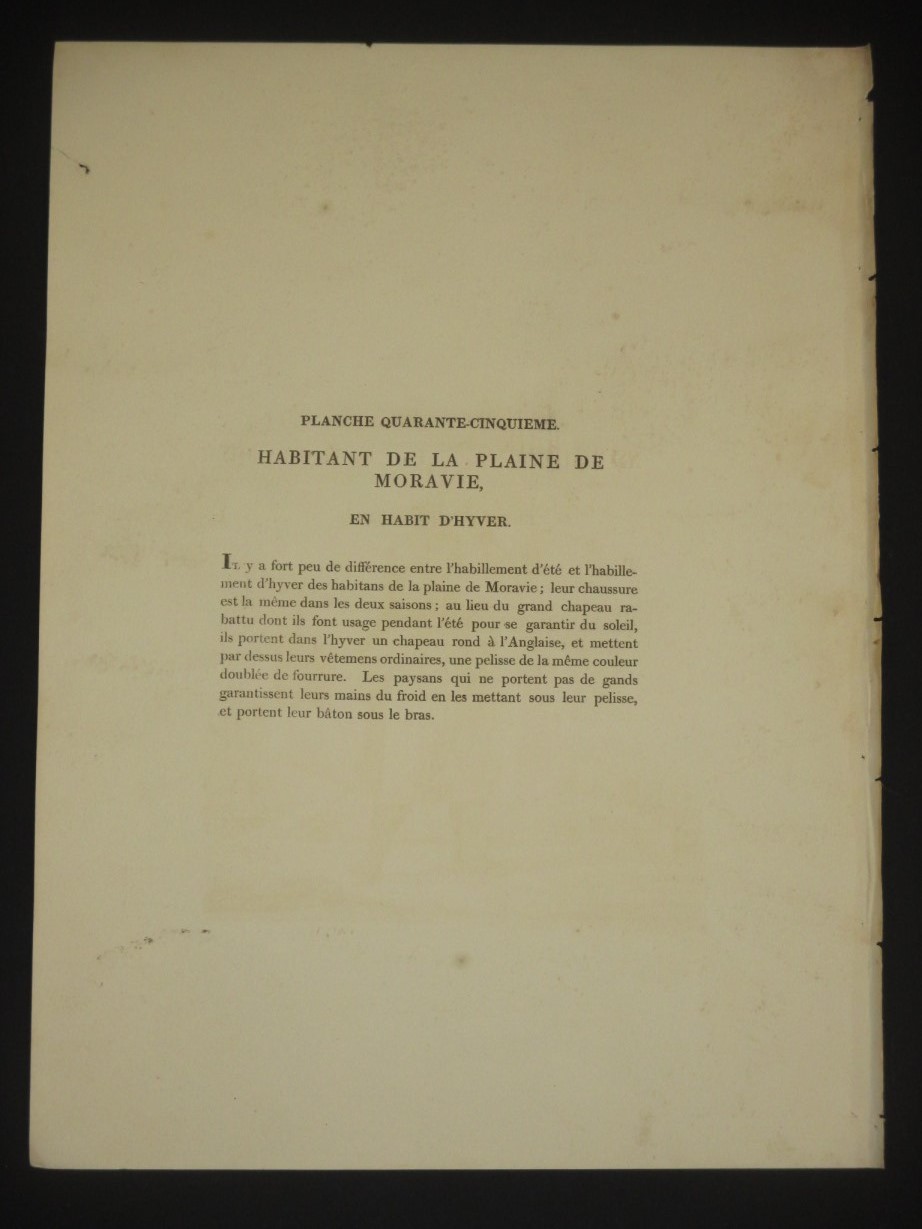 PLANCHE QUARANTE-CINQUIEME.
HABITANT DE LA PLAINE DE
MORAVIE,
EN HABIT D'HYVER.
IL y a fort peu de différence entre l'habillement d'été et l'habille-
ment d'hyver des habitans de la plaine de Moravie ; leur chaussure
est la même dans les deux saisons ; au lieu du grand chapeau ra-
battu dont ils font usage pendant l'été pour se garantir du soleil,
ils portent dans l'hyver un chapeau rond à l'Anglaise, et mettent
par dessus leurs vêtemens ordinaires, une pelisse de la même couleur
doublée de fourrure. Les paysans qui ne portent pas de gands
garantissent leurs mains du froid en les mettant sous leur pelisse,
et portent leur bâton sous le bras.